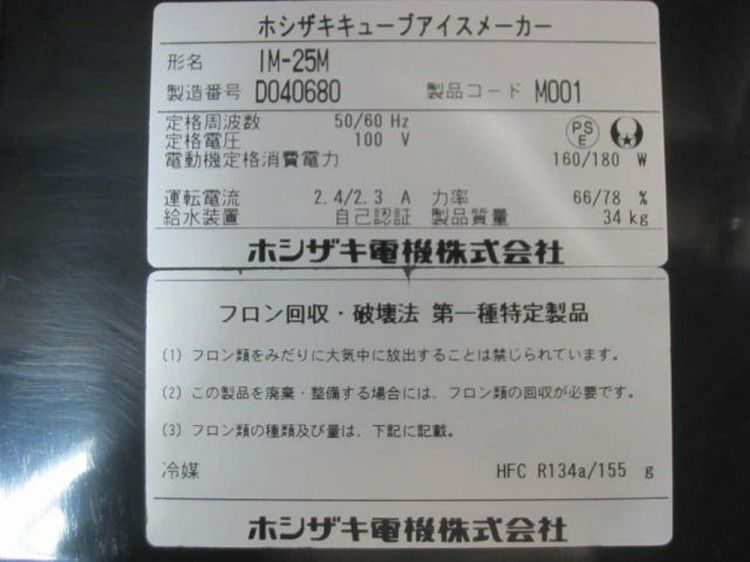 ホシザキキューブアイスメーカー
形名 IM-25M
製造番号 D040680 製品コード M001
定格周波数 50/60 Hz
定格電圧 100 V
PS E
電動機定格消費電力 160/180 W
運転電流 2.4/2.3 A 力率 66/78 %
給水装置 自己認証 製品質量 34 kg
ホシザキ電機株式会社
フロン回収・破壊法 第一種特定製品
(1) フロン類をみだりに大気中に放出することは禁じられています。
(2) この製品を廃棄・整備する場合には、フロン類の回収が必要です。
(3) フロン類の種類及び量は、下記に記載。
冷媒 HFC R134a/155 g
ホシザキ電機株式会社